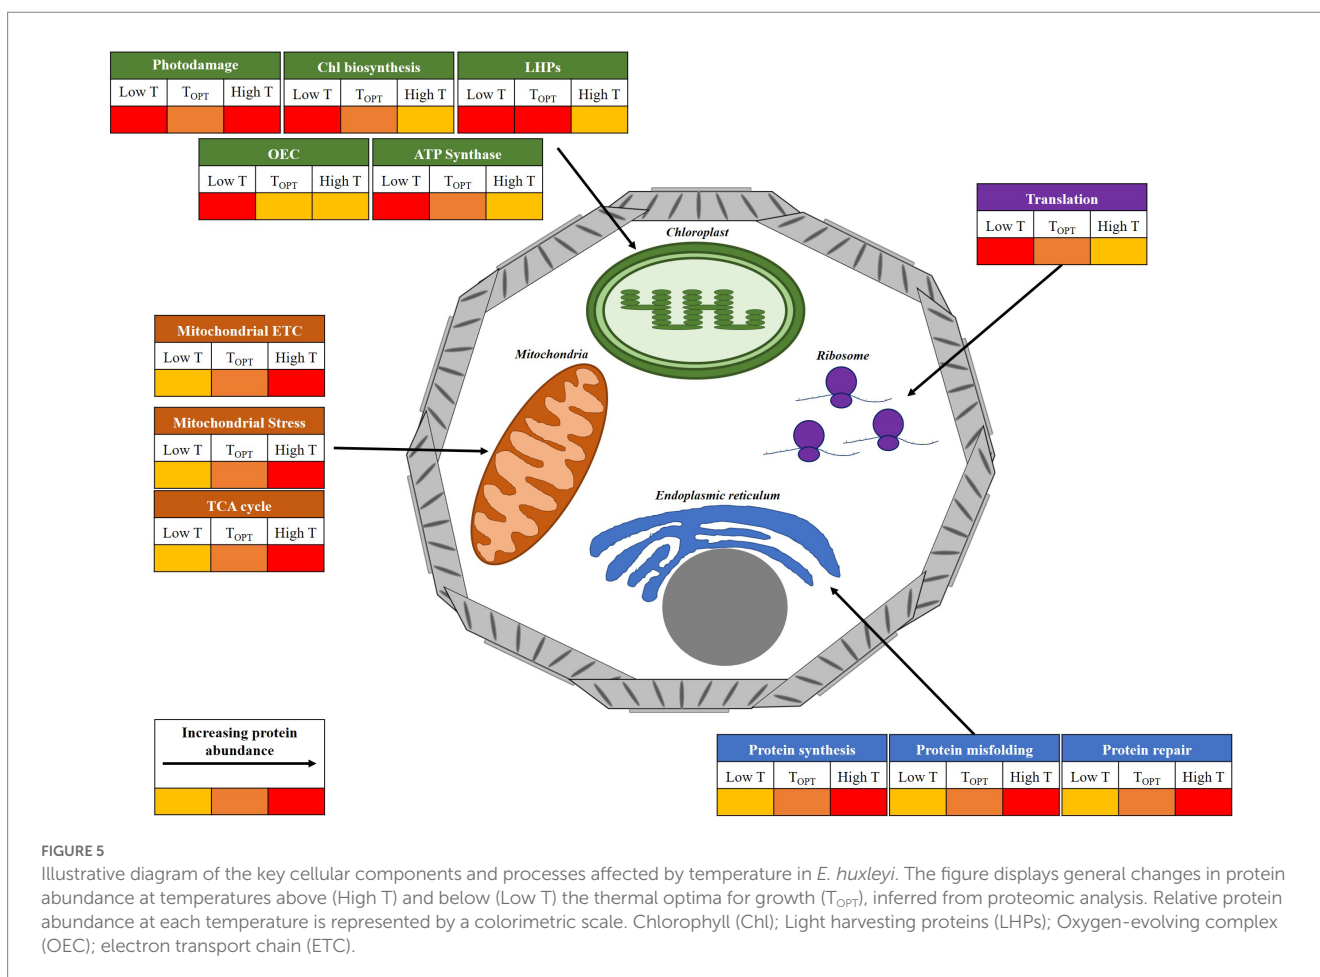 Photodamage Chl biosynthesis LHPs
Low T TOPT High T Low T TOPT High T Low T TOPT High T
OEC ATP Synthase
Low T TOPT High T Low T TOPT High T
Translation
Low T TOPT High T
Chloroplast
Mitochondrial ETC
Low T TOPT High T
Mitochondria
Ribosome
Mitochondrial Stress
Low T TOPT High T
TCA cycle
Low T TOPT High T
Endoplasmic reticulum
Increasing protein
abundance
Protein synthesis Protein misfolding Protein repair
Low T TOPT High T Low T TOPT High T Low T TOPT High T
FIGURE 5
Illustrative diagram of the key cellular components and processes affected by temperature in E. huxleyi. The figure displays general changes in protein
abundance at temperatures above (High T) and below (Low T) the thermal optima for growth (TOPT), inferred from proteomic analysis. Relative protein
abundance at each temperature is represented by a colorimetric scale. Chlorophyll (Chl); Light harvesting proteins (LHPs); Oxygen-evolving complex
(OEC); electron transport chain (ETC).